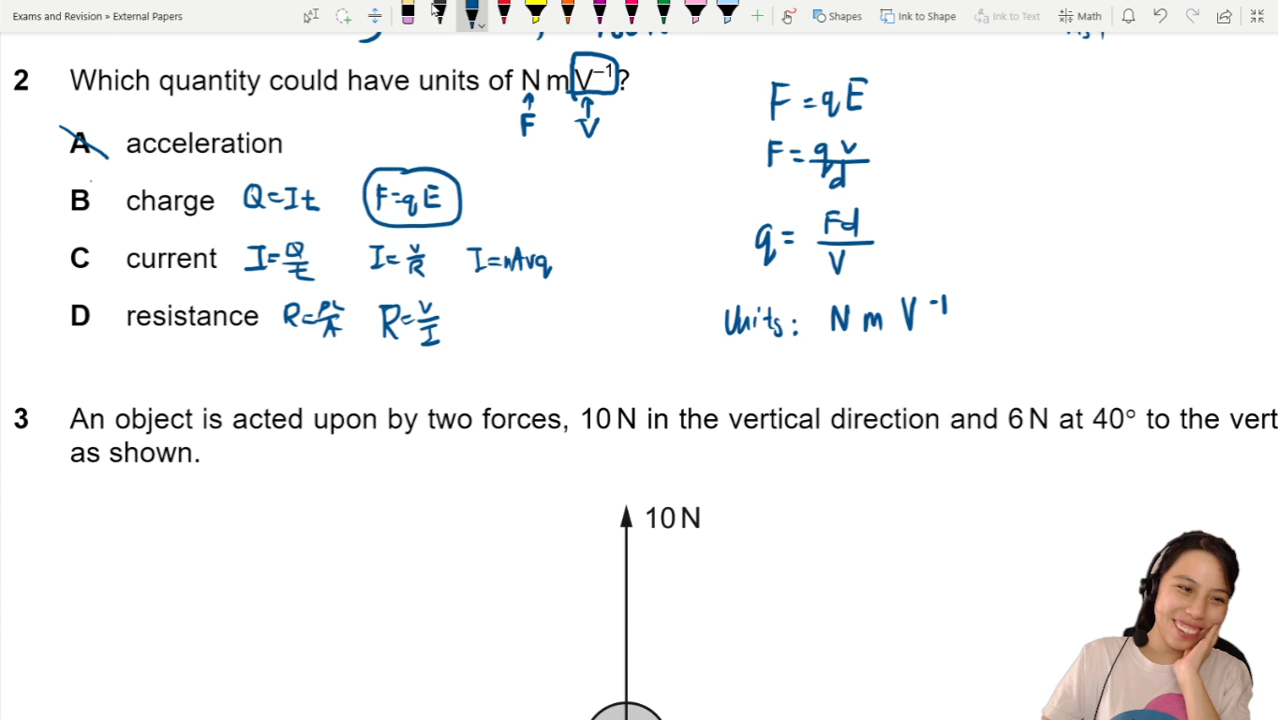 Exams and Revision » External Papers
Shapes
Ink to Shape
Ink to Text
Math
2 Which quantity could have units of N m V⁻¹?
F V
A acceleration
B charge Q=It F=qE
C current I=Q/t I=V/R I=nAvq
D resistance R=ρL/A R=V/I
F=qE
F=qV/d
q=Fd/V
Units: N m V⁻¹
3 An object is acted upon by two forces, 10 N in the vertical direction and 6 N at 40° to the vert
as shown.
10 N